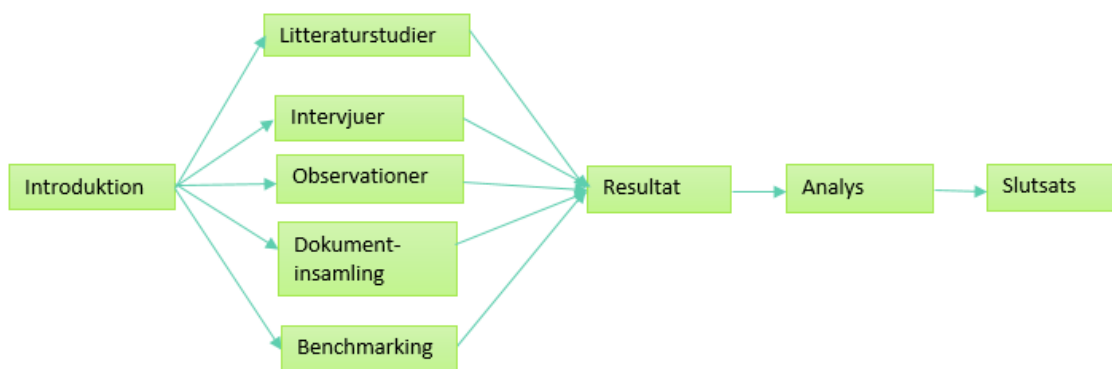 Introduktion
Litteraturstudier
Intervjuer
Observationer
Dokument-
insamling
Benchmarking
Resultat
Analys
Slutsats